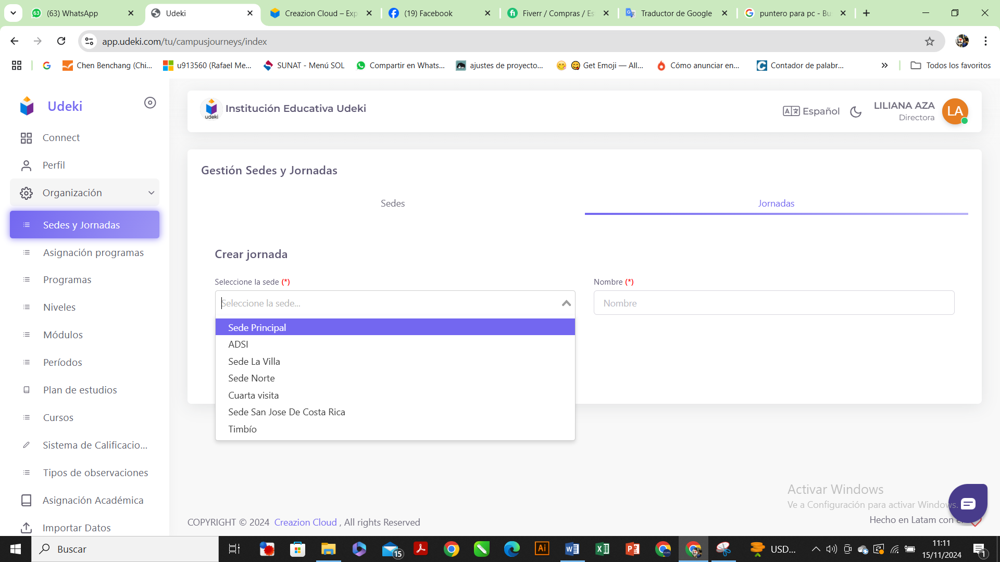 (63) WhatsApp
Udeki
Creazion Cloud – Exp
(19) Facebook
Fiverr / Compras / Es
Traductor de Google
puntero para pc - Bu
app.udeki.com/tu/campusjourneys/index
Chen Benchang (Chi...
u913560 (Rafael Me...
SUNAT - Menú SOL
Compartir en Whats...
ajustes de proyecto...
Get Emoji — All...
Cómo anunciar en...
Contador de palabr...
Todos los favoritos
Udeki
Connect
Perfil
Organización
Sedes y Jornadas
Asignación programas
Programas
Niveles
Módulos
Períodos
Plan de estudios
Cursos
Sistema de Calificacio...
Tipos de observaciones
Asignación Académica
Importar Datos
udeki
Institución Educativa Udeki
Español
LILIANA AZA
Directora
LA
Gestión Sedes y Jornadas
Sedes
Jornadas
Crear jornada
Seleccione la sede (*)
Nombre (*)
Seleccione la sede...
Nombre
Sede Principal
ADSI
Sede La Villa
Sede Norte
Cuarta visita
Sede San Jose De Costa Rica
Timbío
Activar Windows
Ve a Configuración para activar Windows.
COPYRIGHT © 2024 Creazion Cloud , All rights Reserved
Hecho en Latam con
Buscar
15
USD...
11:11
15/11/2024
1